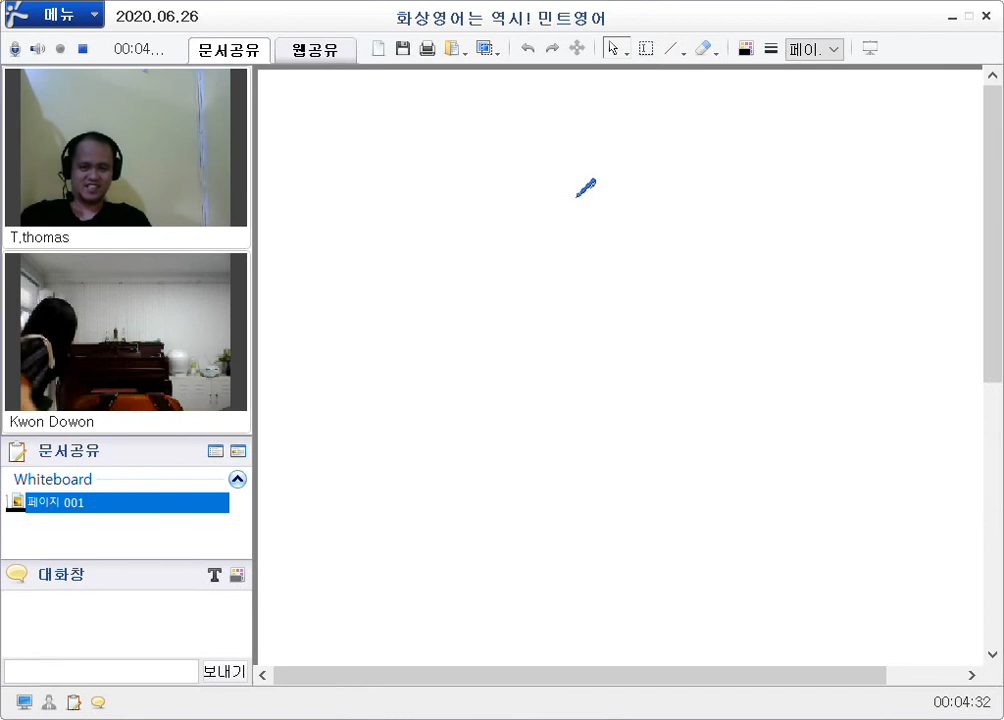 메뉴 2020.06.26 화상영어는 역시! 민트영어
00:04... 문서공유 웹공유 페이.
T.thomas
Kwon Dowon
문서공유
Whiteboard
페이지 001
대화창 T
보내기
00:04:32